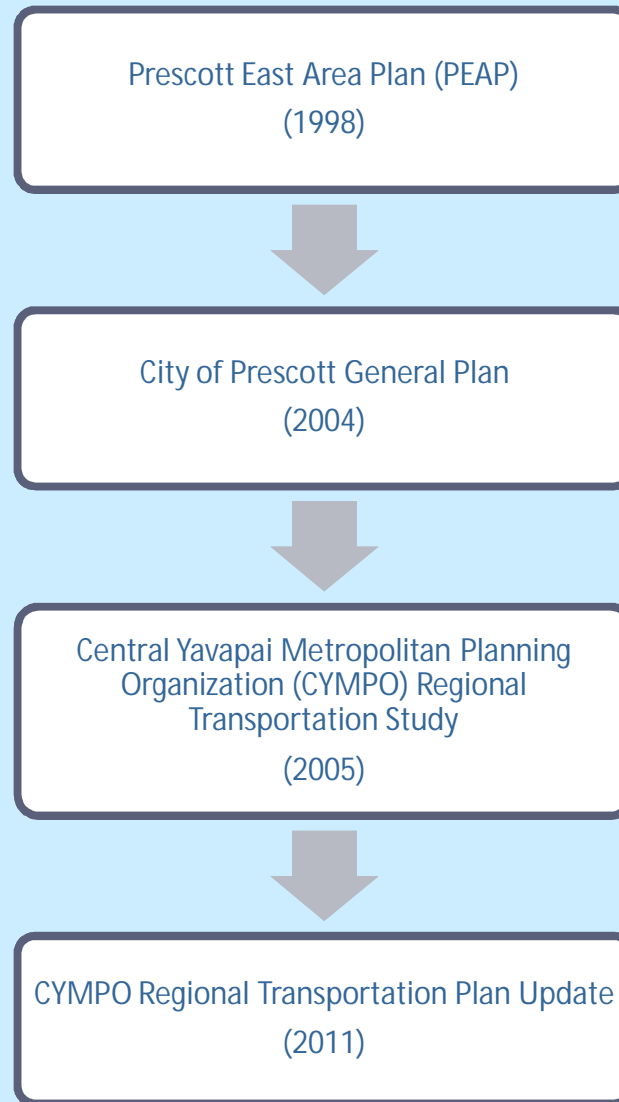 Prescott East Area Plan (PEAP)
(1998)
City of Prescott General Plan
(2004)
Central Yavapai Metropolitan Planning
Organization (CYMPO) Regional
Transportation Study
(2005)
CYMPO Regional Transportation Plan Update
(2011)